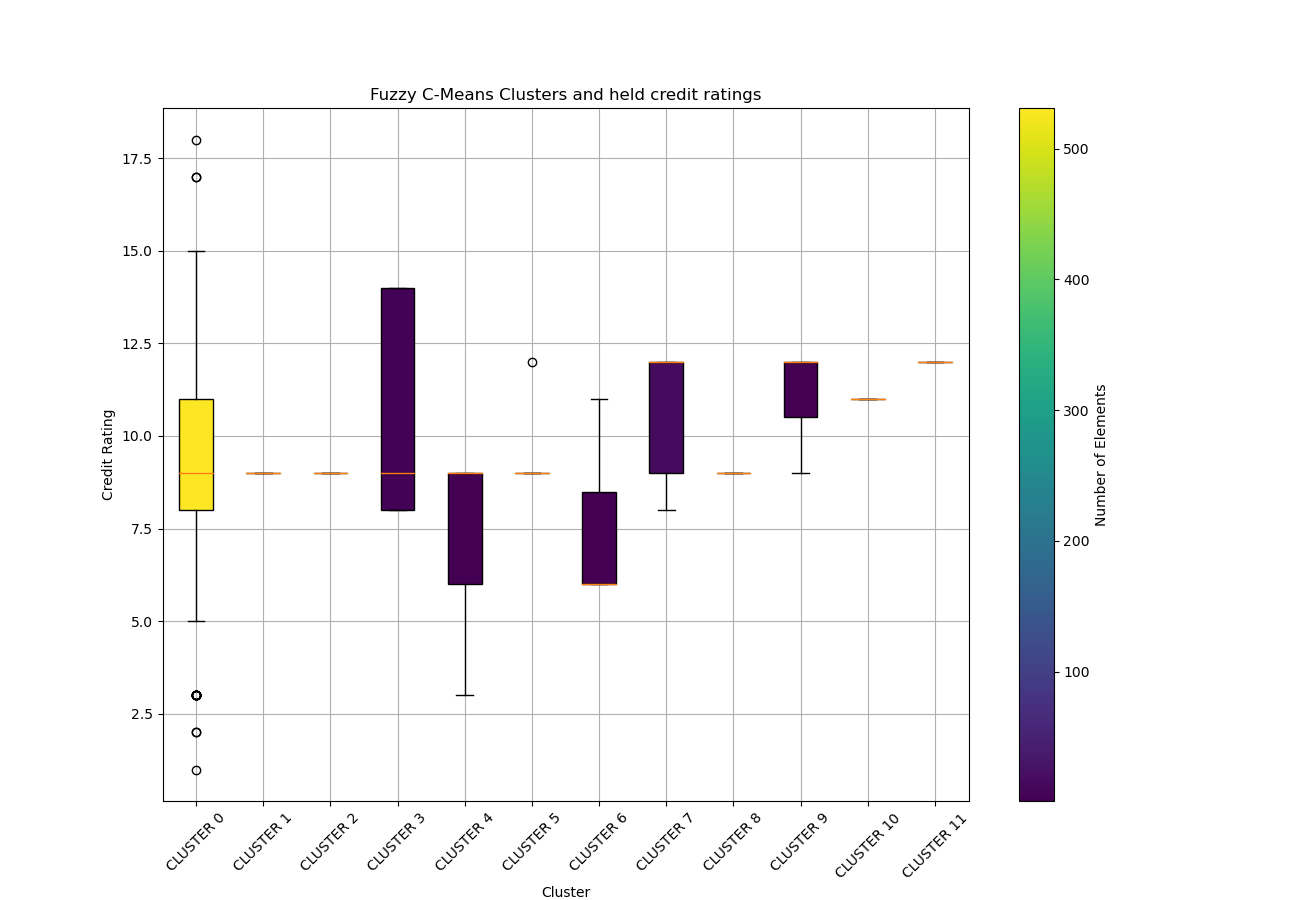 Fuzzy C-Means Clusters and held credit ratings
17.5
15.0
12.5
10.0
7.5
5.0
2.5
Credit Rating
CLUSTER 0
CLUSTER 1
CLUSTER 2
CLUSTER 3
CLUSTER 4
CLUSTER 5
CLUSTER 6
CLUSTER 7
CLUSTER 8
CLUSTER 9
CLUSTER 10
CLUSTER 11
Cluster
500
400
300
200
100
Number of Elements